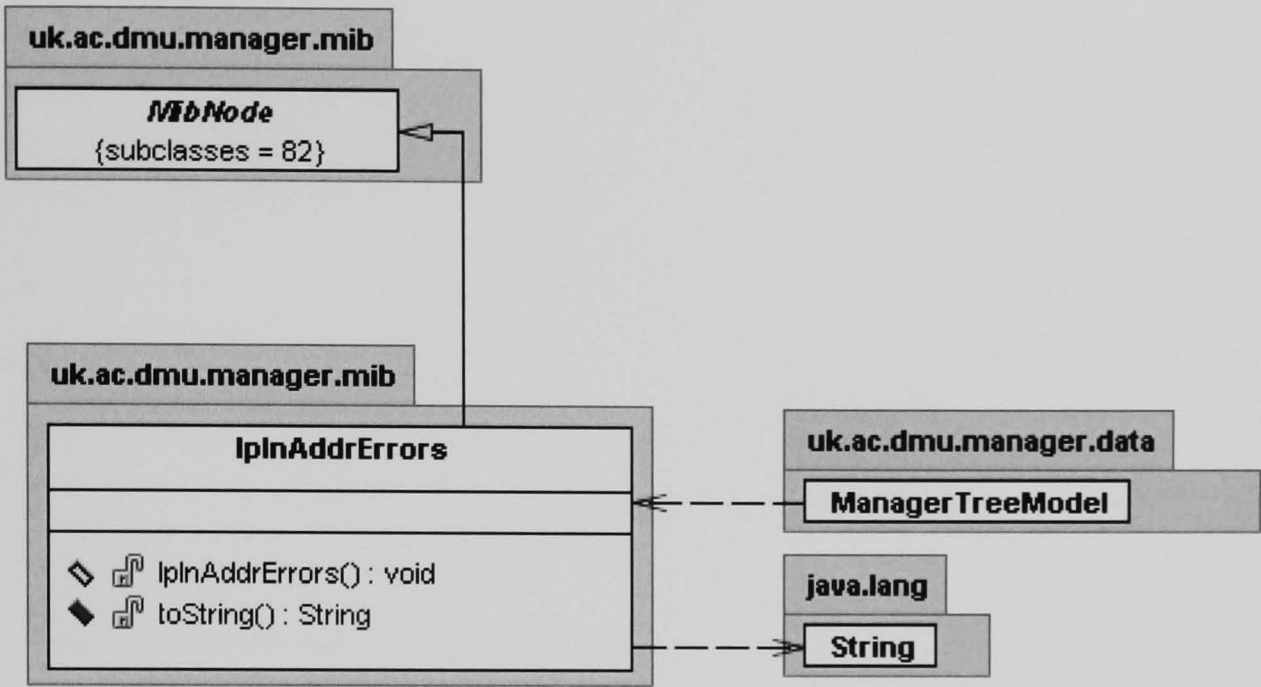 uk.ac.dmu.manager.mib
MibNode
{subclasses = 82}
uk.ac.dmu.manager.mib
IpInAddrErrors
IpInAddrErrors() : void
toString() : String
uk.ac.dmu.manager.data
ManagerTreeModel
java.lang
String